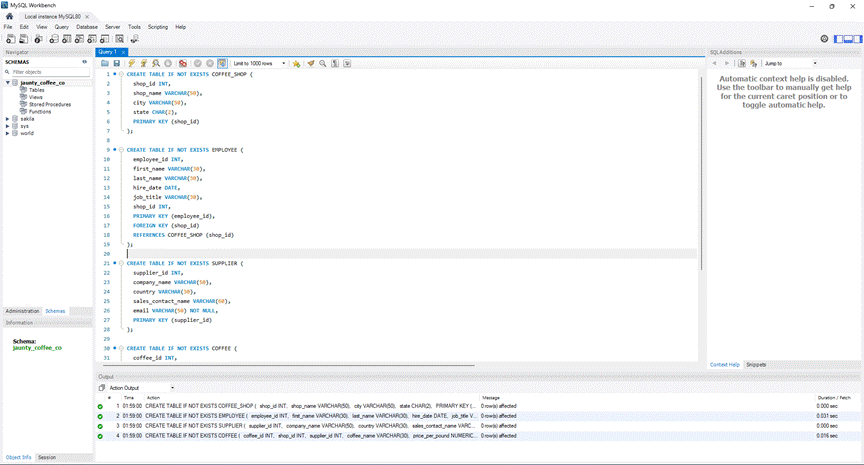 MySQL Workbench
Local instance MySQL80
File Edit View Query Database Server Tools Scripting Help
Navigator
SCHEMAS
Filter objects
jaunty_coffee_co
Tables
Views
Stored Procedures
Functions
sakila
sys
world
Administration Schemas
Information
Schema:
jaunty_coffee_co
Object Info Session
Query 1
Limit to 1000 rows
1 CREATE TABLE IF NOT EXISTS COFFEE_SHOP (
2 shop_id INT,
3 shop_name VARCHAR(50),
4 city VARCHAR(50),
5 state CHAR(2),
6 PRIMARY KEY (shop_id)
7 );
8
9 CREATE TABLE IF NOT EXISTS EMPLOYEE (
10 employee_id INT,
11 first_name VARCHAR(30),
12 last_name VARCHAR(30),
13 hire_date DATE,
14 job_title VARCHAR(30),
15 shop_id INT,
16 PRIMARY KEY (employee_id),
17 FOREIGN KEY (shop_id)
18 REFERENCES COFFEE_SHOP (shop_id)
19 );
20
21 CREATE TABLE IF NOT EXISTS SUPPLIER (
22 supplier_id INT,
23 company_name VARCHAR(50),
24 country VARCHAR(30),
25 sales_contact_name VARCHAR(60),
26 email VARCHAR(50) NOT NULL,
27 PRIMARY KEY (supplier_id)
28 );
29
30 CREATE TABLE IF NOT EXISTS COFFEE (
31 coffee_id INT,
SQLAdditions
Jump to
Automatic context help is disabled.
Use the toolbar to manually get help
for the current caret position or to
toggle automatic help.
Context Help Snippets
Output
Action Output
# Time Action Message Duration / Fetch
1 01:59:00 CREATE TABLE IF NOT EXISTS COFFEE_SHOP ( shop_id INT, shop_name VARCHAR(50), city VARCHAR(50), state CHAR(2), PRIMARY KEY (... 0 row(s) affected 0.000 sec
2 01:59:00 CREATE TABLE IF NOT EXISTS EMPLOYEE ( employee_id INT, first_name VARCHAR(30), last_name VARCHAR(30), hire_date DATE, job_title V... 0 row(s) affected 0.031 sec
3 01:59:00 CREATE TABLE IF NOT EXISTS SUPPLIER ( supplier_id INT, company_name VARCHAR(50), country VARCHAR(30), sales_contact_name VARC... 0 row(s) affected 0.000 sec
4 01:59:00 CREATE TABLE IF NOT EXISTS COFFEE ( coffee_id INT, shop_id INT, supplier_id INT, coffee_name VARCHAR(30), price_per_pound NUMERIC... 0 row(s) affected 0.016 sec